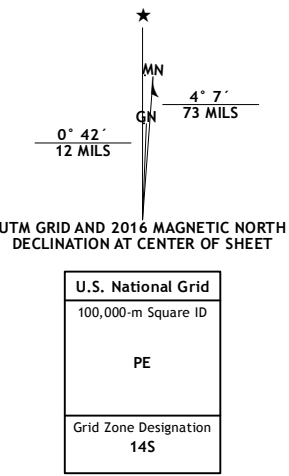 ★
MN
GN
4° 7´
73 MILS
0° 42´
12 MILS
UTM GRID AND 2016 MAGNETIC NORTH
DECLINATION AT CENTER OF SHEET
U.S. National Grid
100,000-m Square ID
PE
Grid Zone Designation
14S